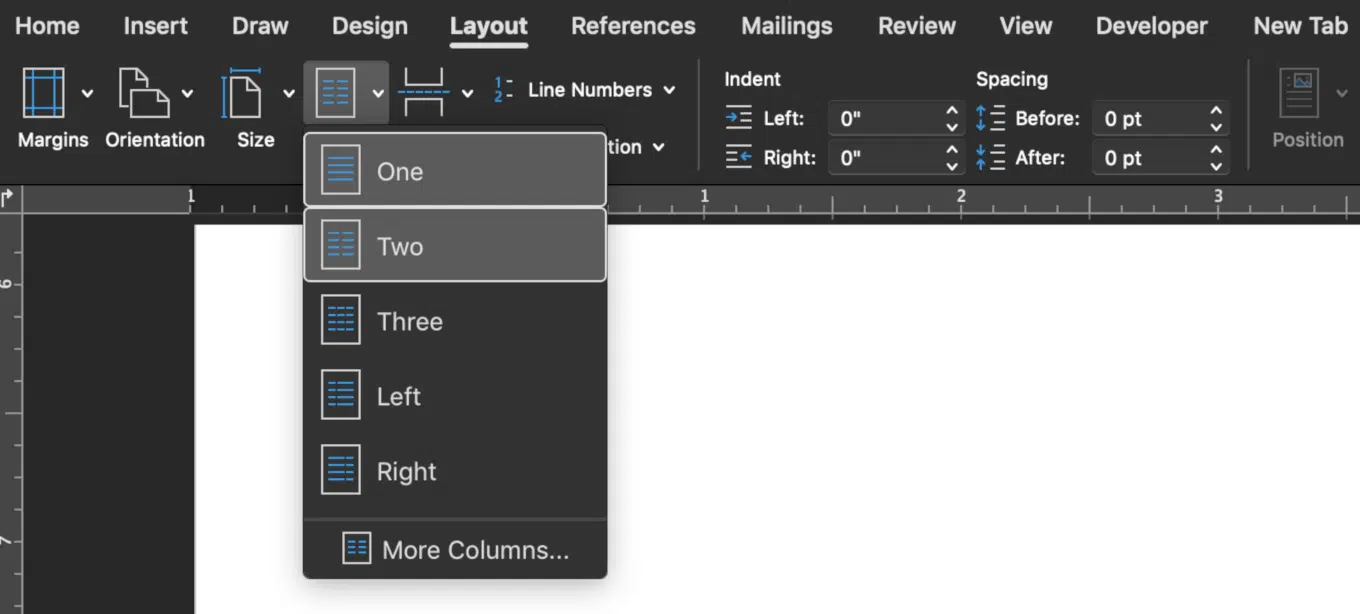 Home Insert Draw Design Layout References Mailings Review View Developer New Tab
Margins Orientation Size
1
2 Line Numbers
tion
Indent
Left: 0"
Right: 0"
Spacing
Before: 0 pt
After: 0 pt
Position
1 1 2 3
One
Two
Three
Left
Right
More Columns...
6
7